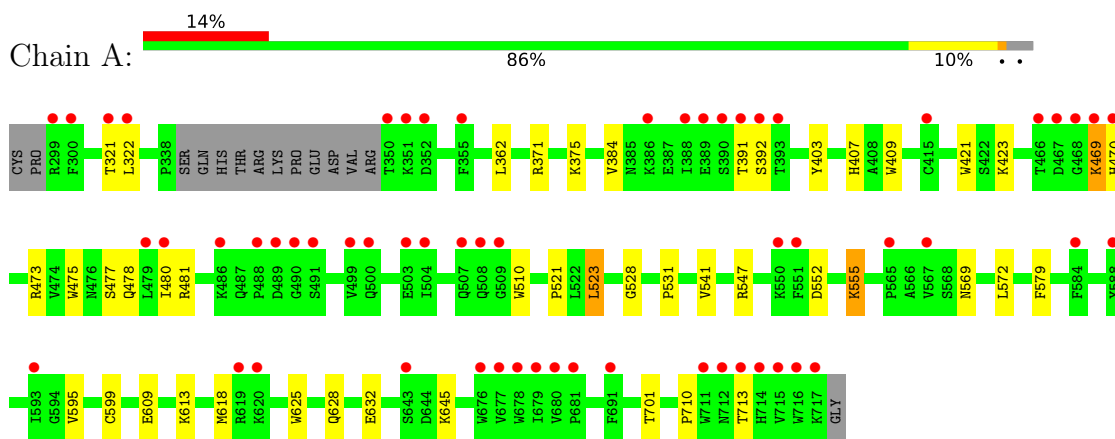 14%
Chain A:
86% 10% • •
CYS PRO R299 F300 T321 L322 P338 SER GLN HIS THR ARG LYS PRO GLU ASP VAL ARG T350 K351 D352 F355 L362 R371 K375 V384 N385 K386 E387 I388 E389 S390 T391 S392 T393 Y403 H407 A408 W409 C415 W421 S422 K423 T466 D467 G468 K469 H470
R473 V474 W475 N476 S477 Q478 L479 I480 R481 K486 Q487 P488 D489 G490 S491 V499 Q500 E503 I504 Q507 Q508 G509 W510 P521 L522 L523 G528 P531 V541 R547 K550 F551 D552 K555 P565 A566 V567 S568 N569 L572 F579 F584 Y588
I593 G594 V595 C599 E609 K613 M618 R619 K620 W625 Q628 E632 S643 D644 K645 W676 V677 W678 I679 V680 P681 F691 T701 P710 W711 N712 T713 H714 V715 W716 K717 GLY